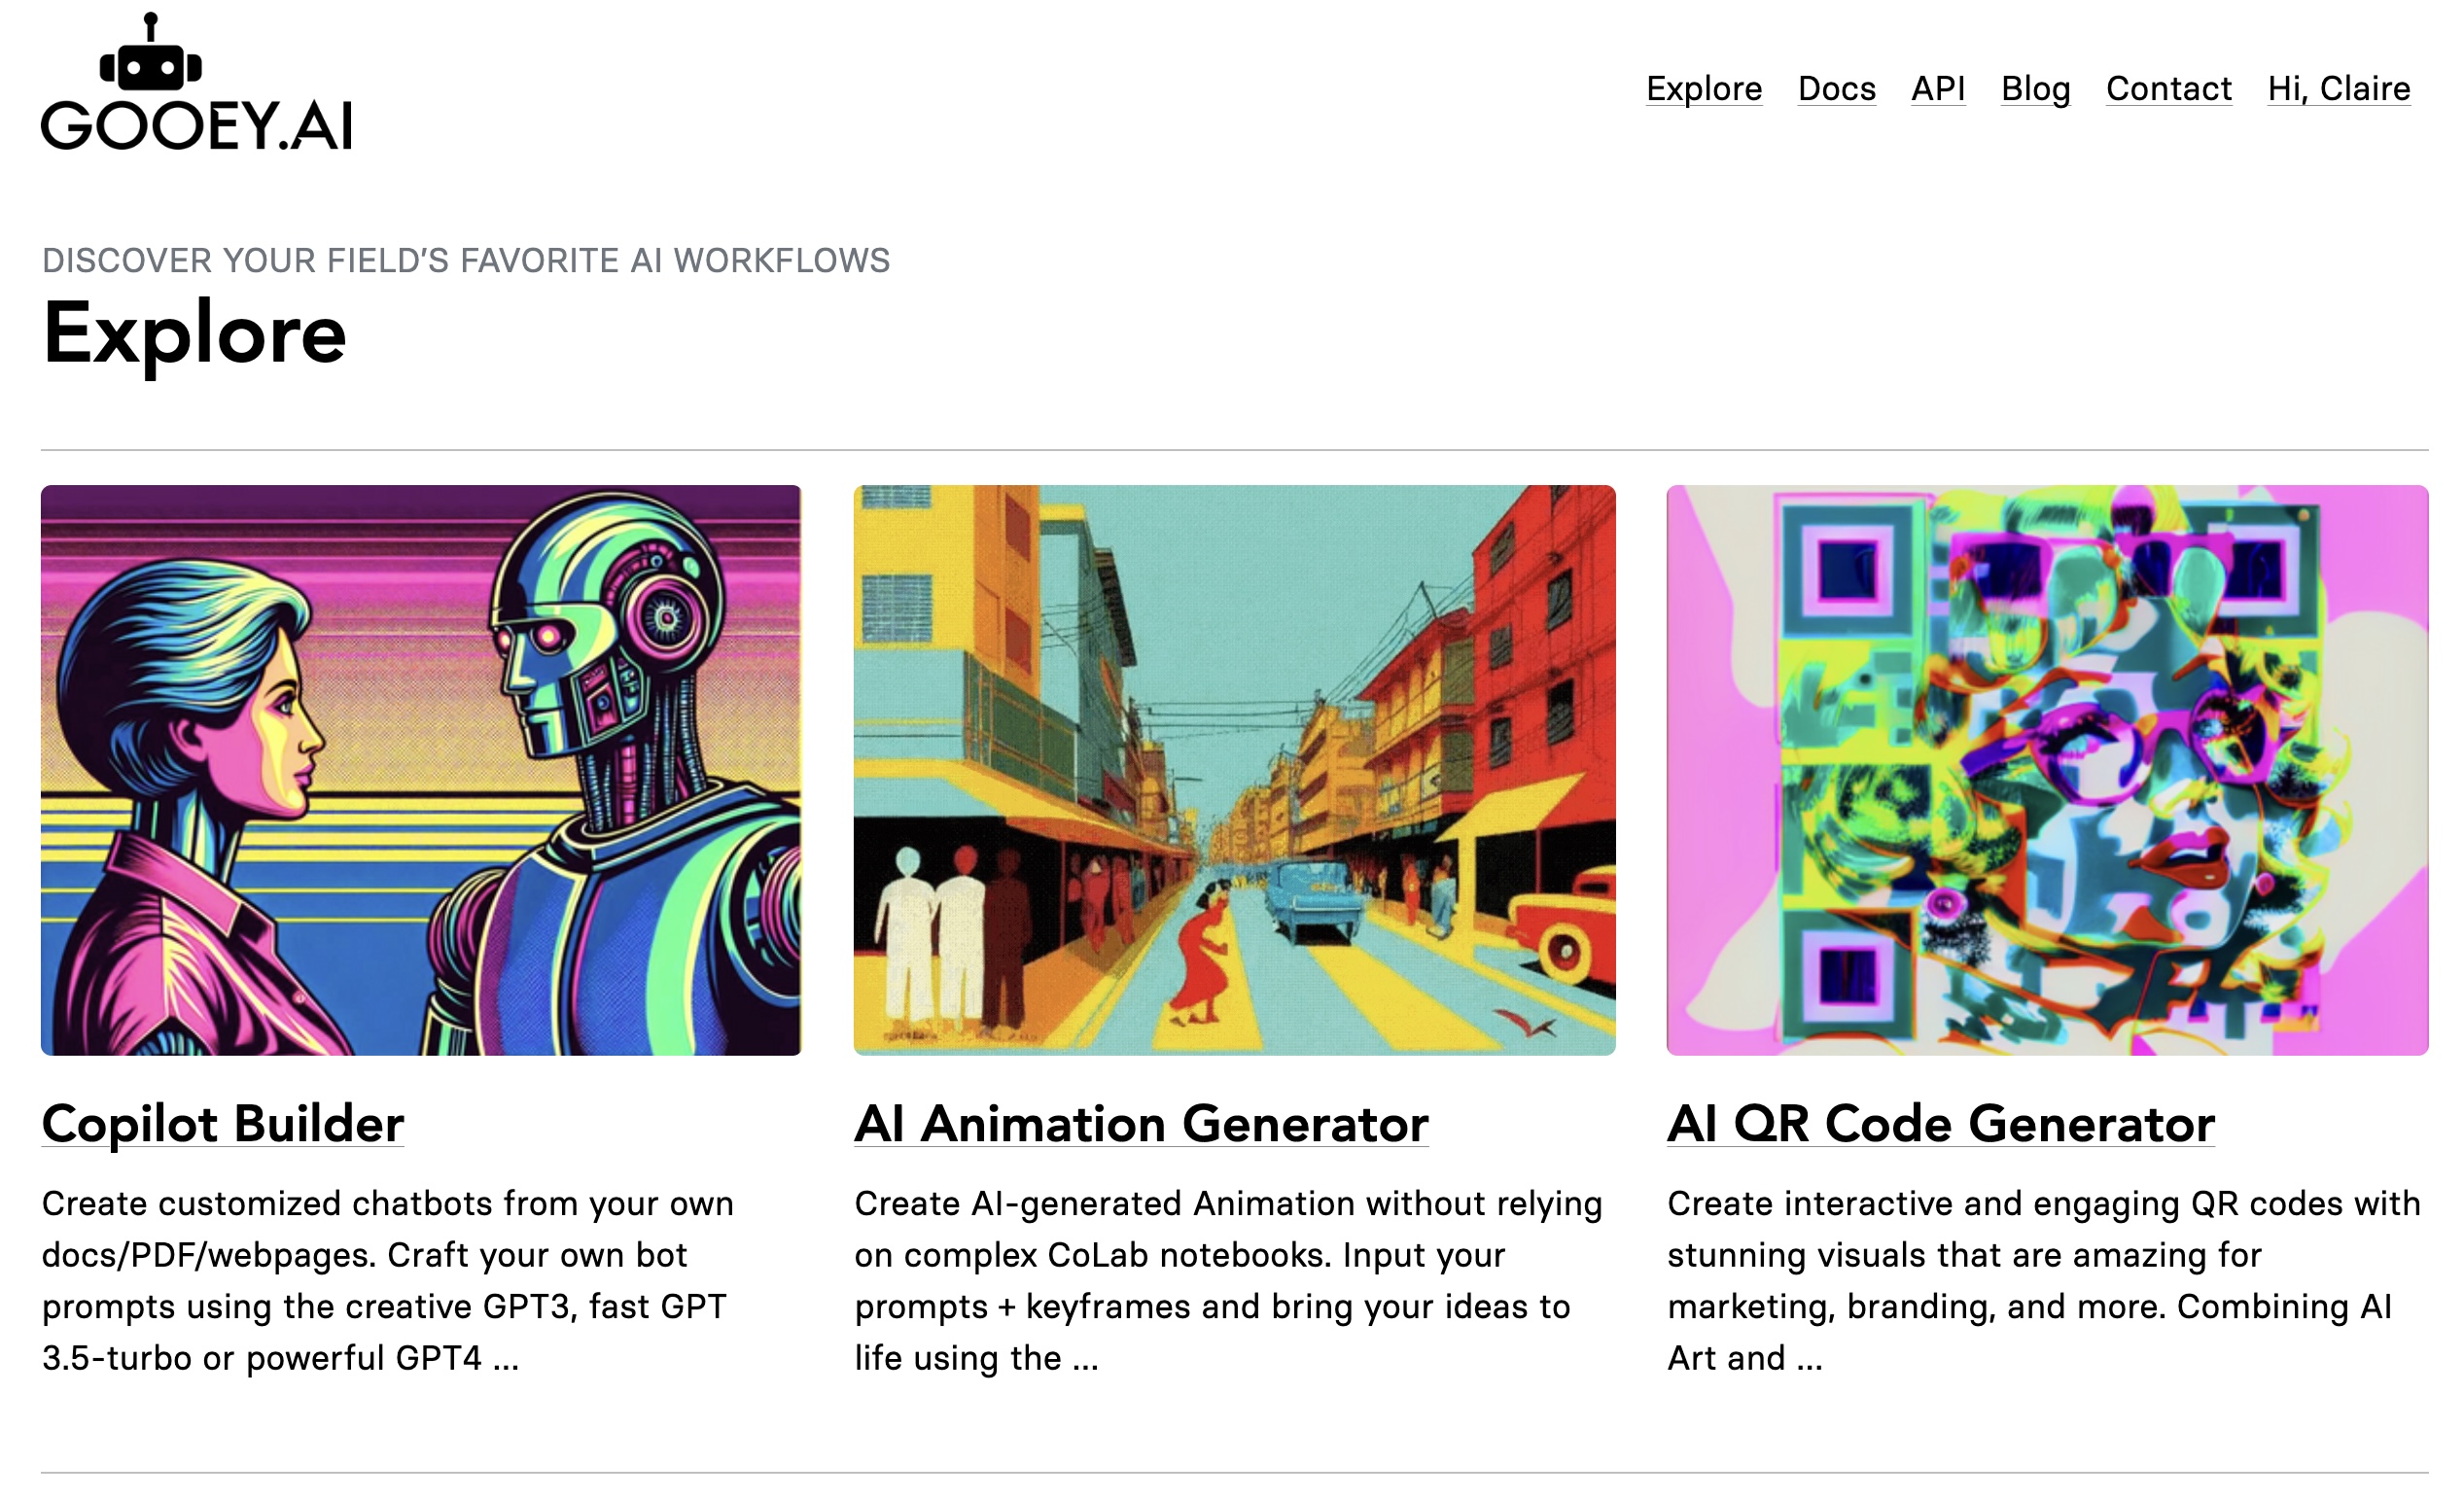 GOOEY.AI
Explore Docs API Blog Contact Hi, Claire
DISCOVER YOUR FIELD'S FAVORITE AI WORKFLOWS
Explore
Copilot Builder
Create customized chatbots from your own
docs/PDF/webpages. Craft your own bot
prompts using the creative GPT3, fast GPT
3.5-turbo or powerful GPT4 ...
AI Animation Generator
Create AI-generated Animation without relying
on complex CoLab notebooks. Input your
prompts + keyframes and bring your ideas to
life using the ...
AI QR Code Generator
Create interactive and engaging QR codes with
stunning visuals that are amazing for
marketing, branding, and more. Combining AI
Art and ...